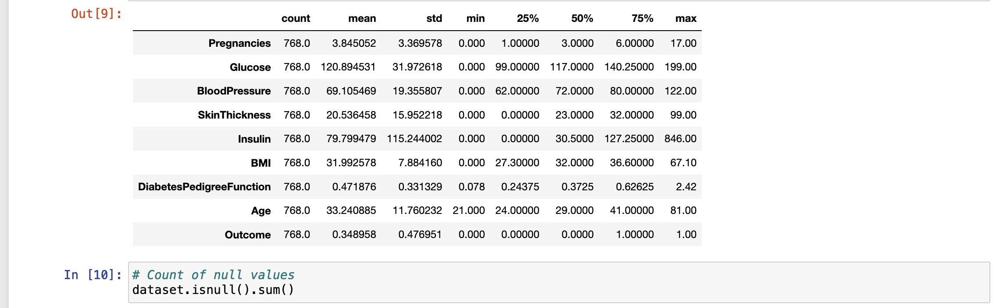 Out[9]:
count mean std min 25% 50% 75% max
Pregnancies 768.0 3.845052 3.369578 0.000 1.00000 3.0000 6.00000 17.00
Glucose 768.0 120.894531 31.972618 0.000 99.00000 117.0000 140.25000 199.00
BloodPressure 768.0 69.105469 19.355807 0.000 62.00000 72.0000 80.00000 122.00
SkinThickness 768.0 20.536458 15.952218 0.000 0.00000 23.0000 32.00000 99.00
Insulin 768.0 79.799479 115.244002 0.000 0.00000 30.5000 127.25000 846.00
BMI 768.0 31.992578 7.884160 0.000 27.30000 32.0000 36.60000 67.10
DiabetesPedigreeFunction 768.0 0.471876 0.331329 0.078 0.24375 0.3725 0.62625 2.42
Age 768.0 33.240885 11.760232 21.000 24.00000 29.0000 41.00000 81.00
Outcome 768.0 0.348958 0.476951 0.000 0.00000 0.0000 1.00000 1.00
In [10]: # Count of null values
dataset.isnull().sum()